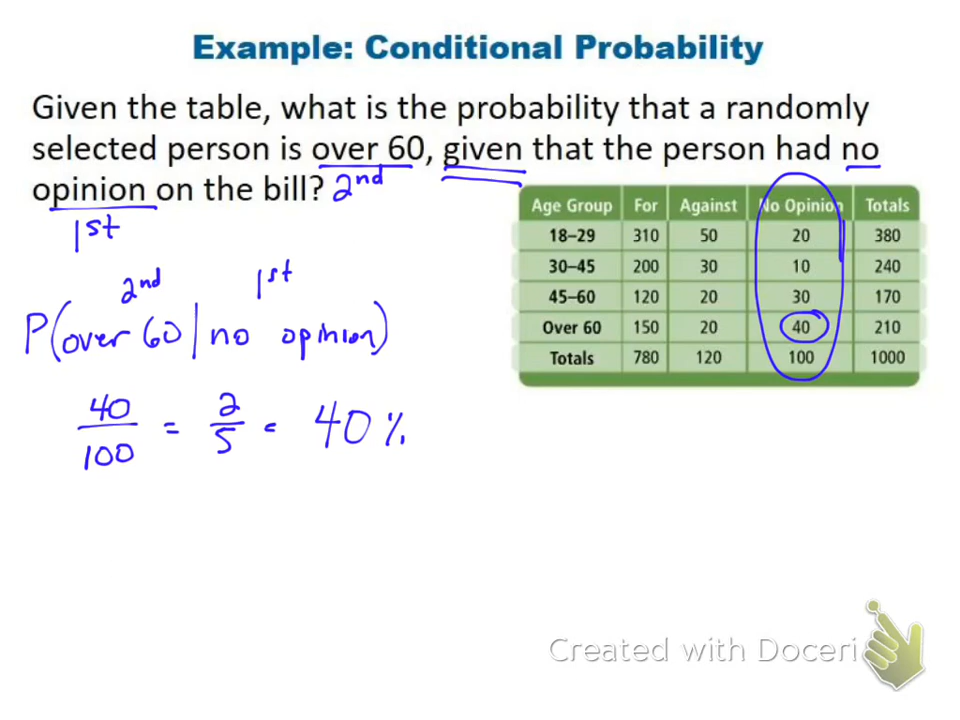 Example: Conditional Probability
Given the table, what is the probability that a randomly
selected person is over 60, given that the person had no
opinion on the bill? 2nd
1st
Age Group For Against No Opinion Totals
18–29 310 50 20 380
30–45 200 30 10 240
45–60 120 20 30 170
Over 60 150 20 40 210
Totals 780 120 100 1000
2nd 1st
P(over 60 | no opinion)
40/100 = 2/5 = 40%
Created with Doceri